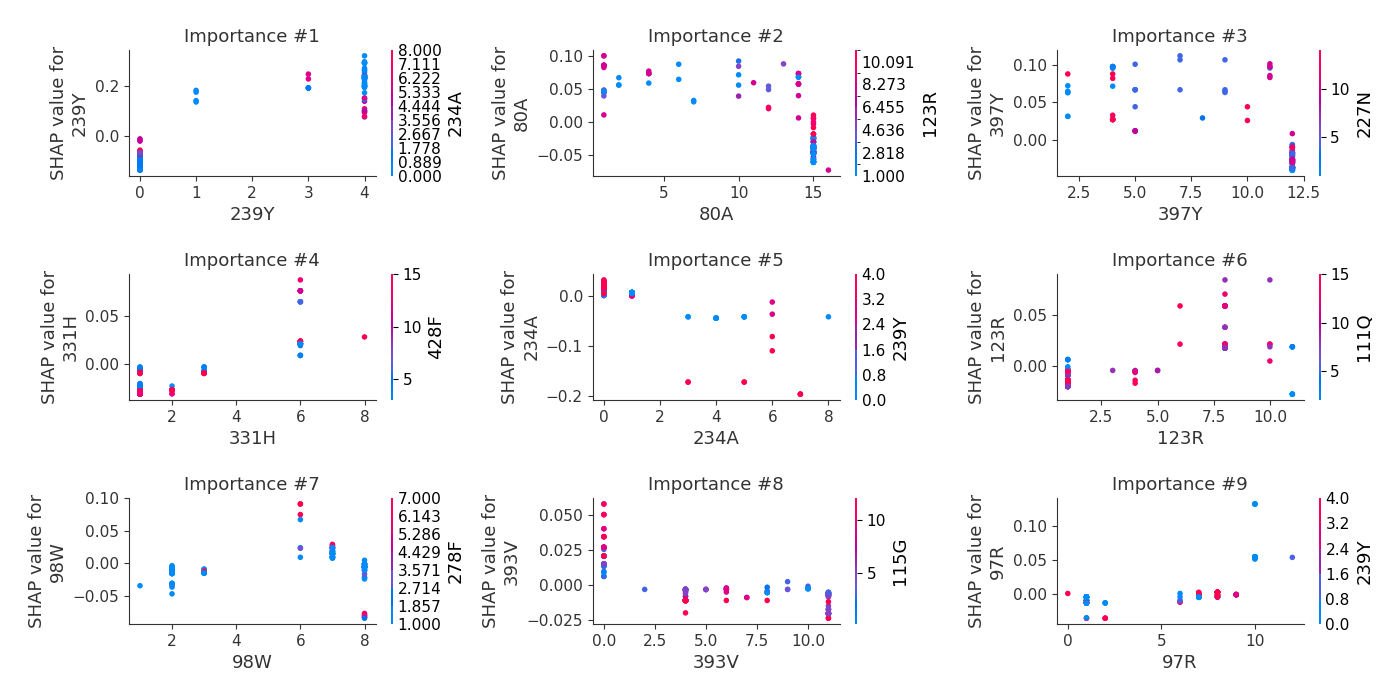 Importance #1
SHAP value for
239Y
0.2
0.0
0
1
2
3
4
239Y
8.000
7.111
6.222
5.333
4.444
3.556
2.667
1.778
0.889
0.000
234A
Importance #2
SHAP value for
80A
0.10
0.05
0.00
−0.05
5
10
15
80A
10.091
8.273
6.455
4.636
2.818
1.000
123R
Importance #3
SHAP value for
397Y
0.10
0.05
0.00
2.5
5.0
7.5
10.0
12.5
397Y
10
5
227N
Importance #4
SHAP value for
331H
0.05
0.00
2
4
6
8
331H
15
10
5
428F
Importance #5
SHAP value for
234A
0.0
−0.1
−0.2
0
2
4
6
8
234A
4.0
3.2
2.4
1.6
0.8
0.0
239Y
Importance #6
SHAP value for
123R
0.05
0.00
2.5
5.0
7.5
10.0
123R
15
10
5
111Q
Importance #7
SHAP value for
98W
0.10
0.05
0.00
−0.05
2
4
6
8
98W
7.000
6.143
5.286
4.429
3.571
2.714
1.857
1.000
278F
Importance #8
SHAP value for
393V
0.050
0.025
0.000
−0.025
0.0
2.5
5.0
7.5
10.0
393V
10
5
115G
Importance #9
SHAP value for
97R
0.10
0.05
0.00
0
5
10
97R
4.0
3.2
2.4
1.6
0.8
0.0
239Y